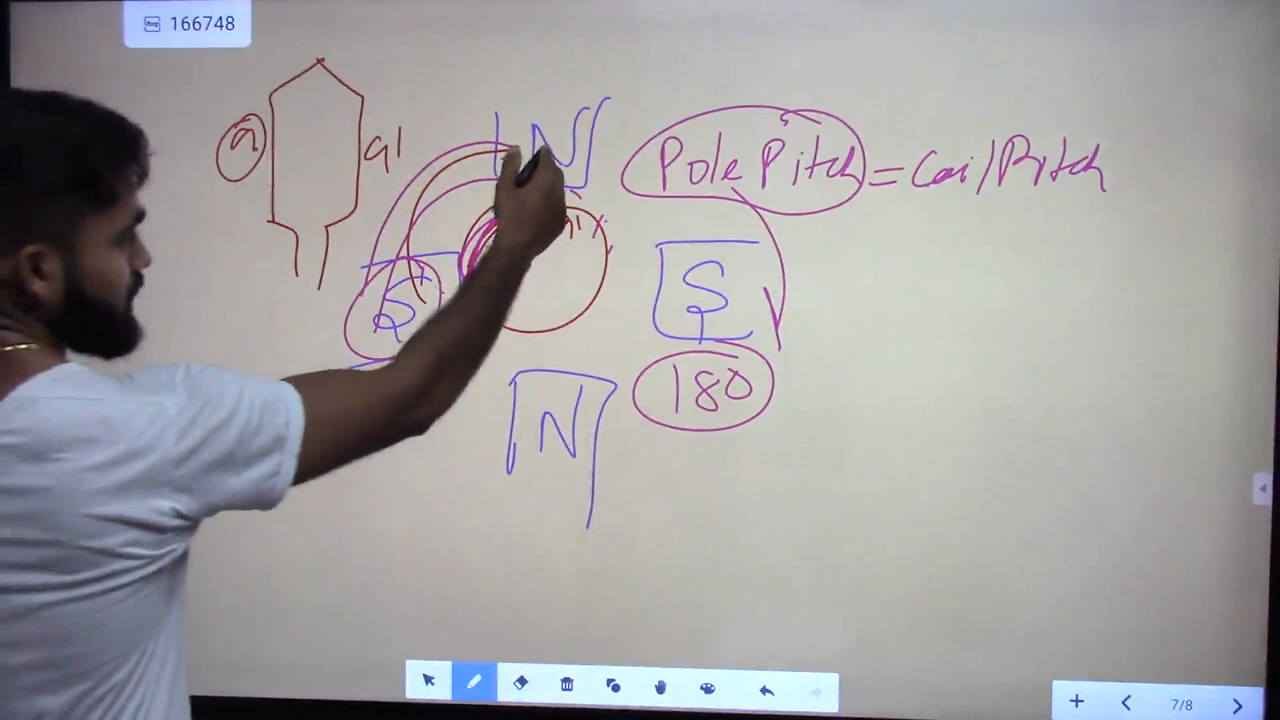 166748
a a'
N
Pole Pitch = Coil Pitch
a'
S S
180
N
7/8